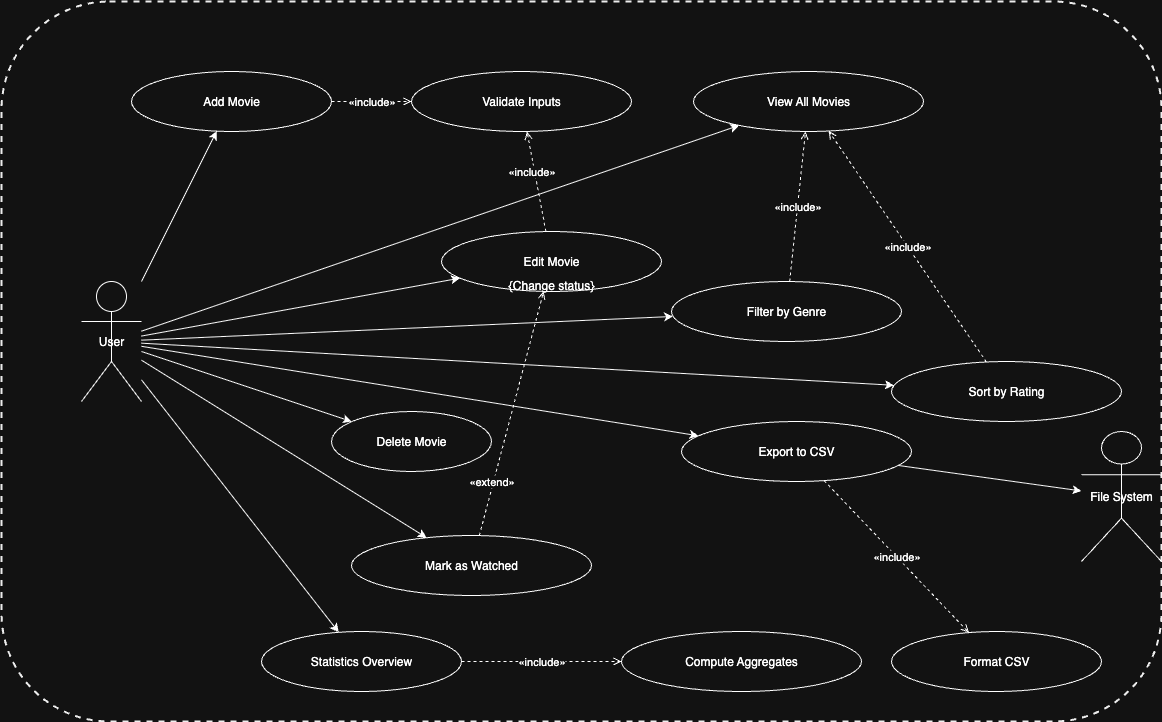 Add Movie
«include»
Validate Inputs
View All Movies
«include»
«include»
«include»
Edit Movie
{Change status}
Filter by Genre
User
Sort by Rating
Delete Movie
Export to CSV
«extend»
File System
«include»
Mark as Watched
Statistics Overview
«include»
Compute Aggregates
Format CSV